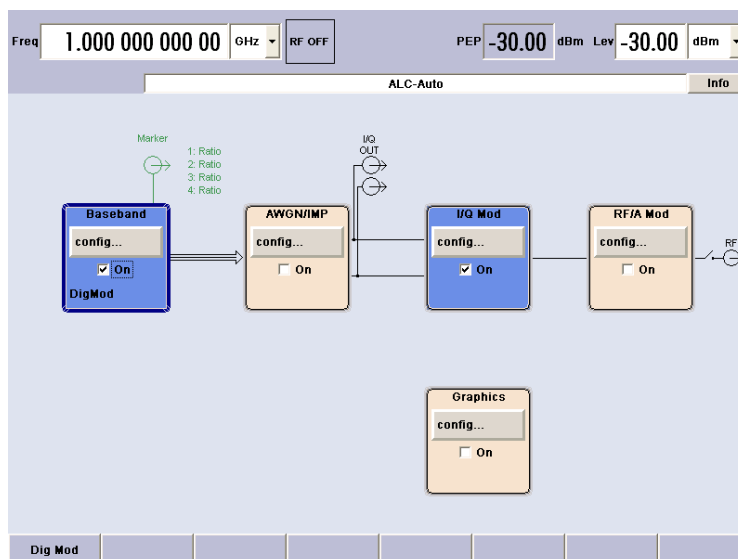 Freq 1.000 000 000 00 GHz RF OFF PEP -30.00 dBm Lev -30.00 dBm
ALC-Auto Info
Marker
1: Ratio
2: Ratio
3: Ratio
4: Ratio
I/Q
OUT
Baseband AWGN/IMP I/Q Mod RF/A Mod
RF
config... config... config... config...
On On On On
DigMod
Graphics
config...
On
Dig Mod